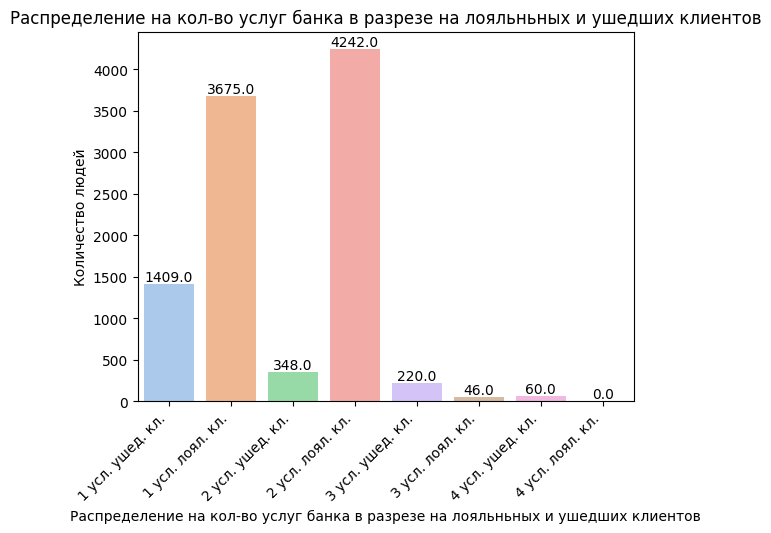 Распределение на кол-во услуг банка в разрезе на лояльньных и ушедших клиентов
4242.0
3675.0
1409.0
348.0
220.0
46.0
60.0
0.0
Количество людей
4000
3500
3000
2500
2000
1500
1000
500
0
1 усл. ушед. кл.
1 усл. лоял. кл.
2 усл. ушед. кл.
2 усл. лоял. кл.
3 усл. ушед. кл.
3 усл. лоял. кл.
4 усл. ушед. кл.
4 усл. лоял. кл.
Распределение на кол-во услуг банка в разрезе на лояльньных и ушедших клиентов